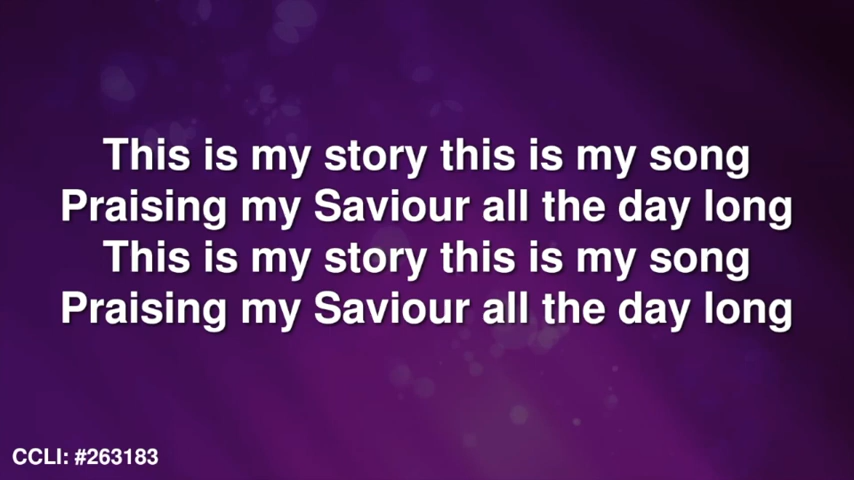 This is my story this is my song
Praising my Saviour all the day long
This is my story this is my song
Praising my Saviour all the day long
CCLI: #263183